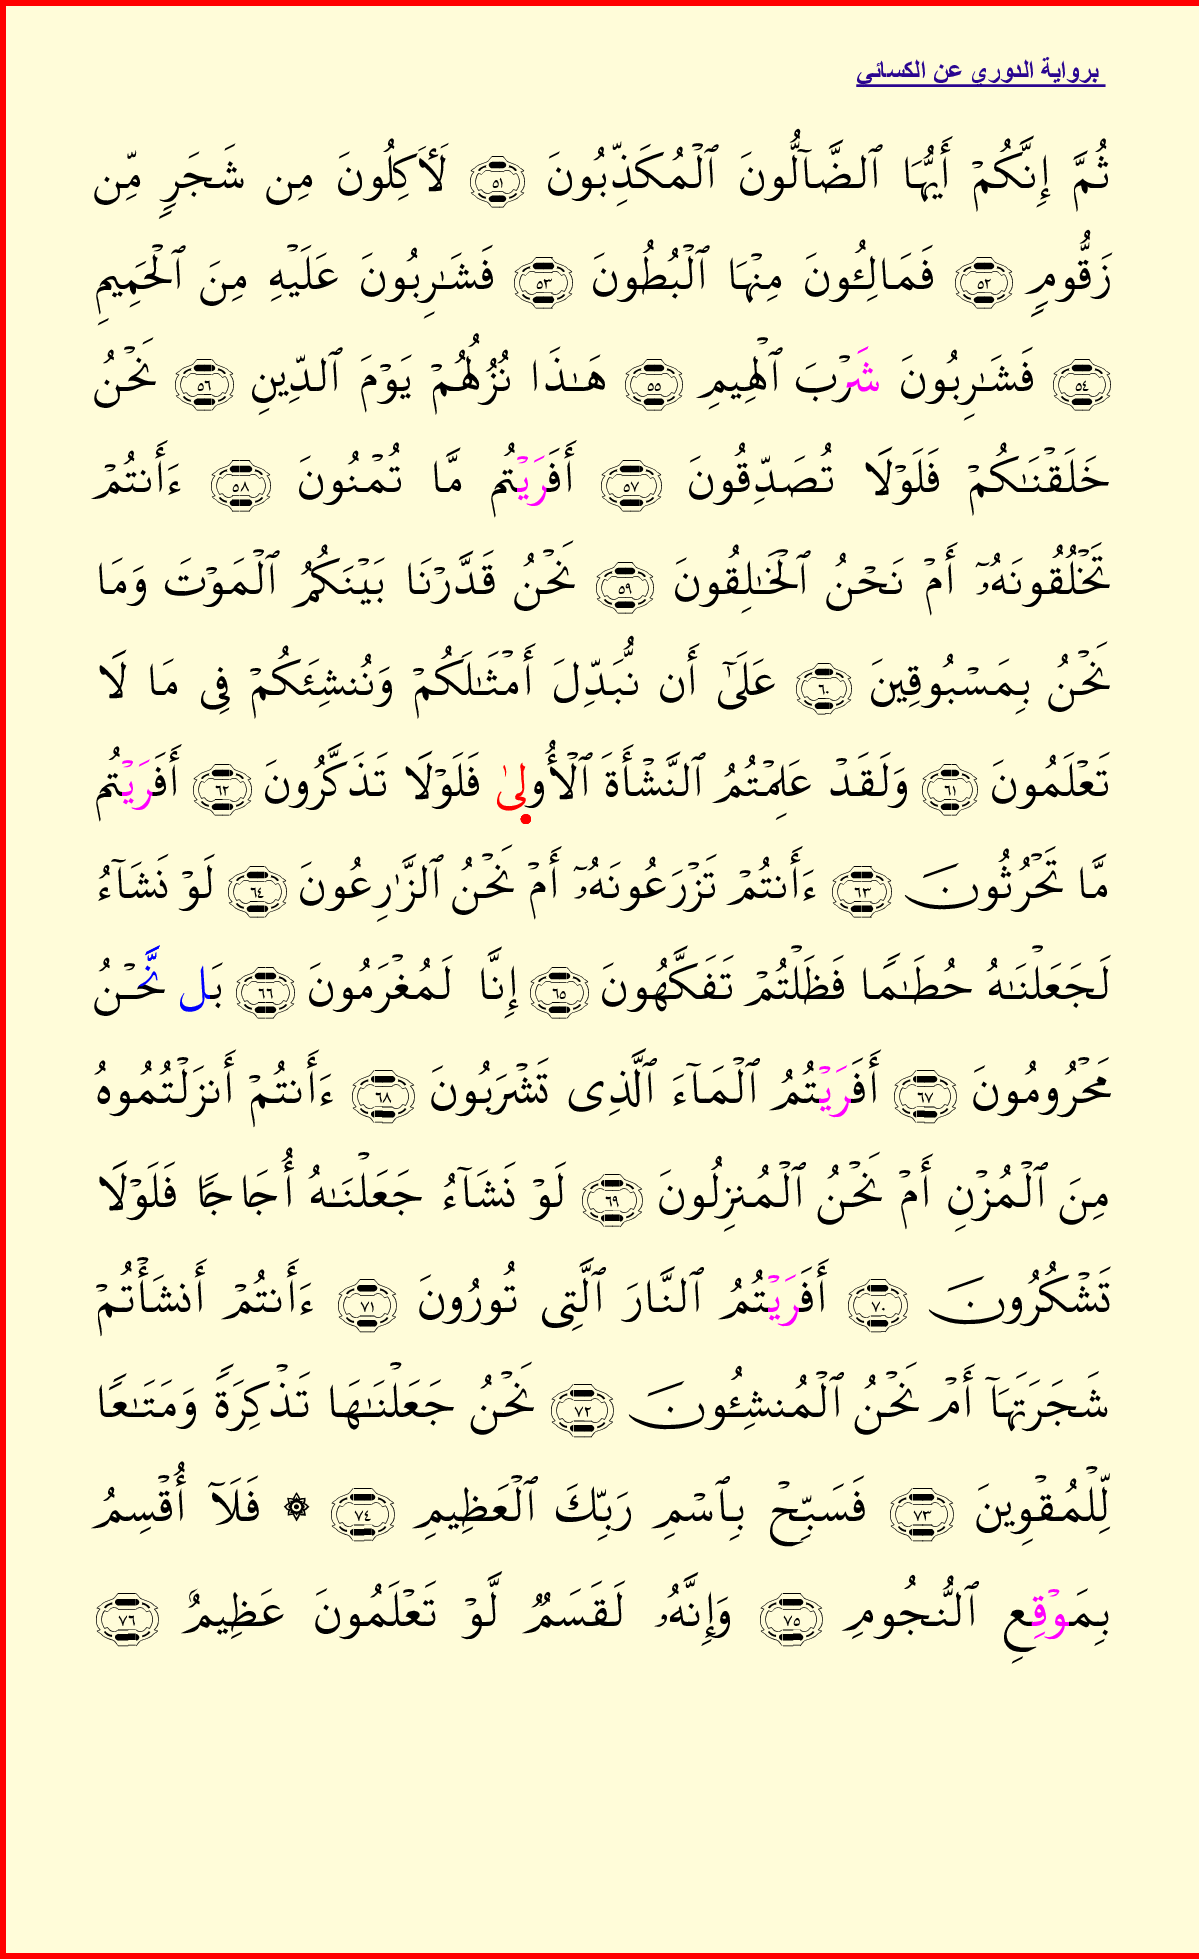 برواية الدوري عن الكسائي
ثُمَّ إِنَّكُمۡ أَيُّهَا ٱلضَّآلُّونَ ٱلۡمُكَذِّبُونَ ٥١ لَأٓكِلُونَ مِن شَجَرٖ مِّن
زَقُّومٖ ٥٢ فَمَالِـُٔونَ مِنۡهَا ٱلۡبُطُونَ ٥٣ فَشَٰرِبُونَ عَلَيۡهِ مِنَ ٱلۡحَمِيمِ
٥٤ فَشَٰرِبُونَ شَرۡبَ ٱلۡهِيمِ ٥٥ هَٰذَا نُزُلُهُمۡ يَوۡمَ ٱلدِّينِ ٥٦ نَحۡنُ
خَلَقۡنَٰكُمۡ فَلَوۡلَا تُصَدِّقُونَ ٥٧ أَفَرَيۡتُم مَّا تُمۡنُونَ ٥٨ ءَأَنتُمۡ
تَخۡلُقُونَهُۥٓ أَمۡ نَحۡنُ ٱلۡخَٰلِقُونَ ٥٩ نَحۡنُ قَدَّرۡنَا بَيۡنَكُمُ ٱلۡمَوۡتَ وَمَا
نَحۡنُ بِمَسۡبُوقِينَ ٦٠ عَلَىٰٓ أَن نُّبَدِّلَ أَمۡثَٰلَكُمۡ وَنُنشِئَكُمۡ فِي مَا لَا
تَعۡلَمُونَ ٦١ وَلَقَدۡ عَلِمۡتُمُ ٱلنَّشۡأَةَ ٱلۡأُولىٰ فَلَوۡلَا تَذَكَّرُونَ ٦٢ أَفَرَيۡتُم
مَّا تَحۡرُثُونَ ٦٣ ءَأَنتُمۡ تَزۡرَعُونَهُۥٓ أَمۡ نَحۡنُ ٱلزَّٰرِعُونَ ٦٤ لَوۡ نَشَآءُ
لَجَعَلۡنَٰهُ حُطَٰمٗا فَظَلۡتُمۡ تَفَكَّهُونَ ٦٥ إِنَّا لَمُغۡرَمُونَ ٦٦ بَل نَّحۡنُ
مَحۡرُومُونَ ٦٧ أَفَرَيۡتُمُ ٱلۡمَآءَ ٱلَّذِي تَشۡرَبُونَ ٦٨ ءَأَنتُمۡ أَنزَلۡتُمُوهُ
مِنَ ٱلۡمُزۡنِ أَمۡ نَحۡنُ ٱلۡمُنزِلُونَ ٦٩ لَوۡ نَشَآءُ جَعَلۡنَٰهُ أُجَاجٗا فَلَوۡلَا
تَشۡكُرُونَ ٧٠ أَفَرَيۡتُمُ ٱلنَّارَ ٱلَّتِي تُورُونَ ٧١ ءَأَنتُمۡ أَنشَأۡتُمۡ
شَجَرَتَهَآ أَمۡ نَحۡنُ ٱلۡمُنشِـُٔونَ ٧٢ نَحۡنُ جَعَلۡنَٰهَا تَذۡكِرَةٗ وَمَتَٰعٗا
لِّلۡمُقۡوِينَ ٧٣ فَسَبِّحۡ بِٱسۡمِ رَبِّكَ ٱلۡعَظِيمِ ٧٤ ۞ فَلَآ أُقۡسِمُ
بِمَوۡقِعِ ٱلنُّجُومِ ٧٥ وَإِنَّهُۥ لَقَسَمٞ لَّوۡ تَعۡلَمُونَ عَظِيمٌ ٧٦